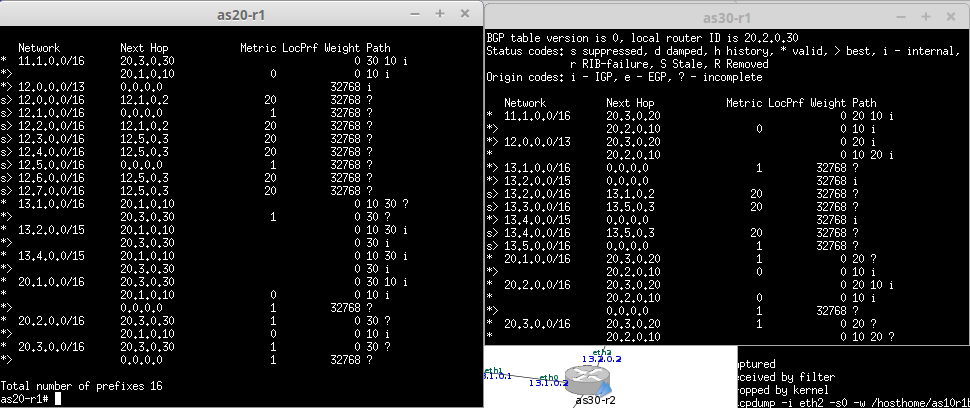 as20-r1
   Network          Next Hop            Metric LocPrf Weight Path
*  11.1.0.0/16      20.3.0.30                              0 30 10 i
*>                  20.1.0.10                0             0 10 i
*> 12.0.0.0/13      0.0.0.0                            32768 i
s> 12.0.0.0/16      12.1.0.2                20         32768 ?
s> 12.1.0.0/16      0.0.0.0                  1         32768 ?
s> 12.2.0.0/16      12.1.0.2                20         32768 ?
s> 12.3.0.0/16      12.5.0.3                20         32768 ?
s> 12.4.0.0/16      12.5.0.3                20         32768 ?
s> 12.5.0.0/16      0.0.0.0                  1         32768 ?
s> 12.6.0.0/16      12.5.0.3                20         32768 ?
s> 12.7.0.0/16      12.5.0.3                20         32768 ?
*  13.1.0.0/16      20.1.0.10                              0 10 30 ?
*>                  20.3.0.30                1             0 30 ?
*  13.2.0.0/15      20.1.0.10                              0 10 30 i
*>                  20.3.0.30                              0 30 i
*  13.4.0.0/15      20.1.0.10                              0 10 30 i
*>                  20.3.0.30                              0 30 i
*  20.1.0.0/16      20.3.0.30                              0 30 10 i
*                   20.1.0.10                0             0 10 i
*>                  0.0.0.0                  1         32768 ?
*  20.2.0.0/16      20.3.0.30                1             0 30 ?
*>                  20.1.0.10                0             0 10 i
*  20.3.0.0/16      20.3.0.30                1             0 30 ?
*>                  0.0.0.0                  1         32768 ?
Total number of prefixes 16
as20-r1#
as30-r1
BGP table version is 0, local router ID is 20.2.0.30
Status codes: s suppressed, d damped, h history, * valid, > best, i - internal,
              r RIB-failure, S Stale, R Removed
Origin codes: i - IGP, e - EGP, ? - incomplete
   Network          Next Hop            Metric LocPrf Weight Path
*  11.1.0.0/16      20.3.0.20                              0 20 10 i
*>                  20.2.0.10                0             0 10 i
*> 12.0.0.0/13      20.3.0.20                              0 20 i
*                   20.2.0.10                              0 10 20 i
*> 13.1.0.0/16      0.0.0.0                  1         32768 ?
*> 13.2.0.0/15      0.0.0.0                            32768 i
s> 13.2.0.0/16      13.1.0.2                20         32768 ?
s> 13.3.0.0/16      13.5.0.3                20         32768 ?
*> 13.4.0.0/15      0.0.0.0                            32768 i
s> 13.4.0.0/16      13.5.0.3                20         32768 ?
s> 13.5.0.0/16      0.0.0.0                  1         32768 ?
*  20.1.0.0/16      20.3.0.20                1             0 20 ?
*>                  20.2.0.10                0             0 10 i
*  20.2.0.0/16      20.3.0.20                              0 20 10 i
*                   20.2.0.10                0             0 10 i
*>                  0.0.0.0                  1         32768 ?
*> 20.3.0.0/16      20.3.0.20                1             0 20 ?
*                   20.2.0.10                              0 10 20 ?
eth2
13.2.0.2
eth1
13.1.0.1
eth0
13.1.0.2
as30-r2
aptured
eceived by filter
ropped by kernel
cpdump -i eth2 -s0 -w /hosthome/as10r1b